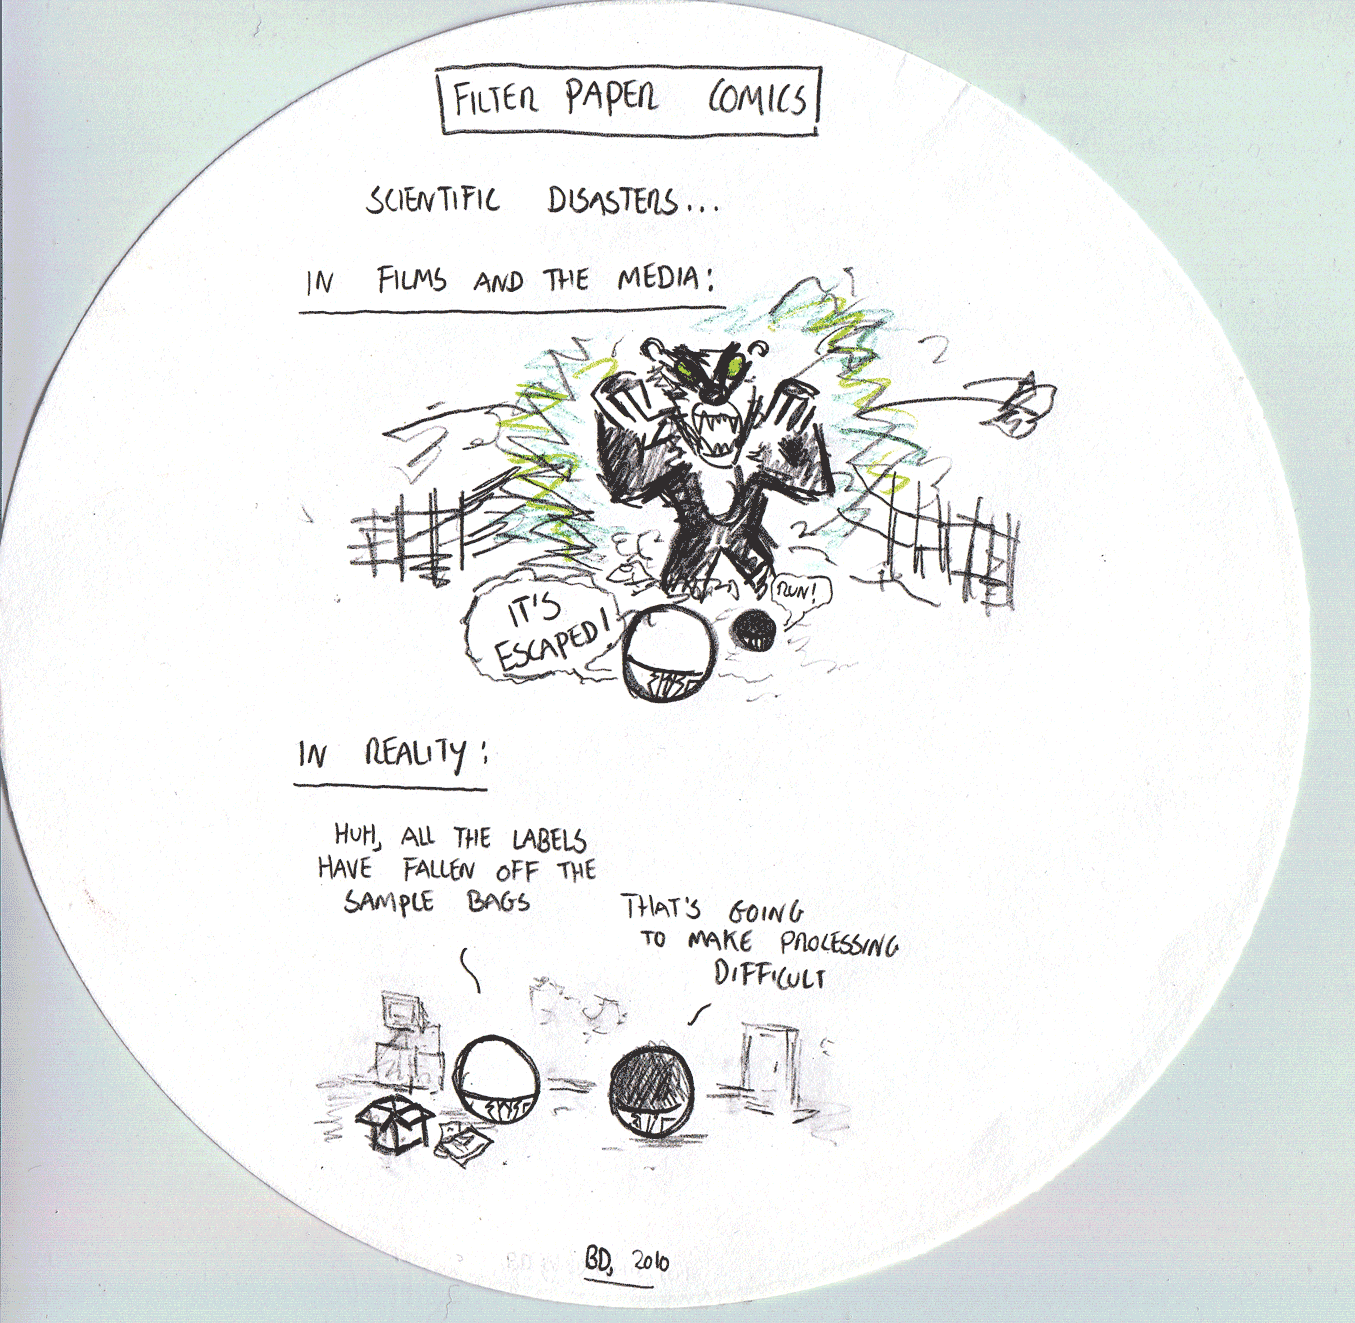 FILTER PAPER COMICS
SCIENTIFIC DISASTERS...
IN FILMS AND THE MEDIA:
IT'S
ESCAPED!
RUN!
IN REALITY:
HUH, ALL THE LABELS
HAVE FALLEN OFF THE
SAMPLE BAGS
THAT'S GOING
TO MAKE PROCESSING
DIFFICULT
BD, 2010